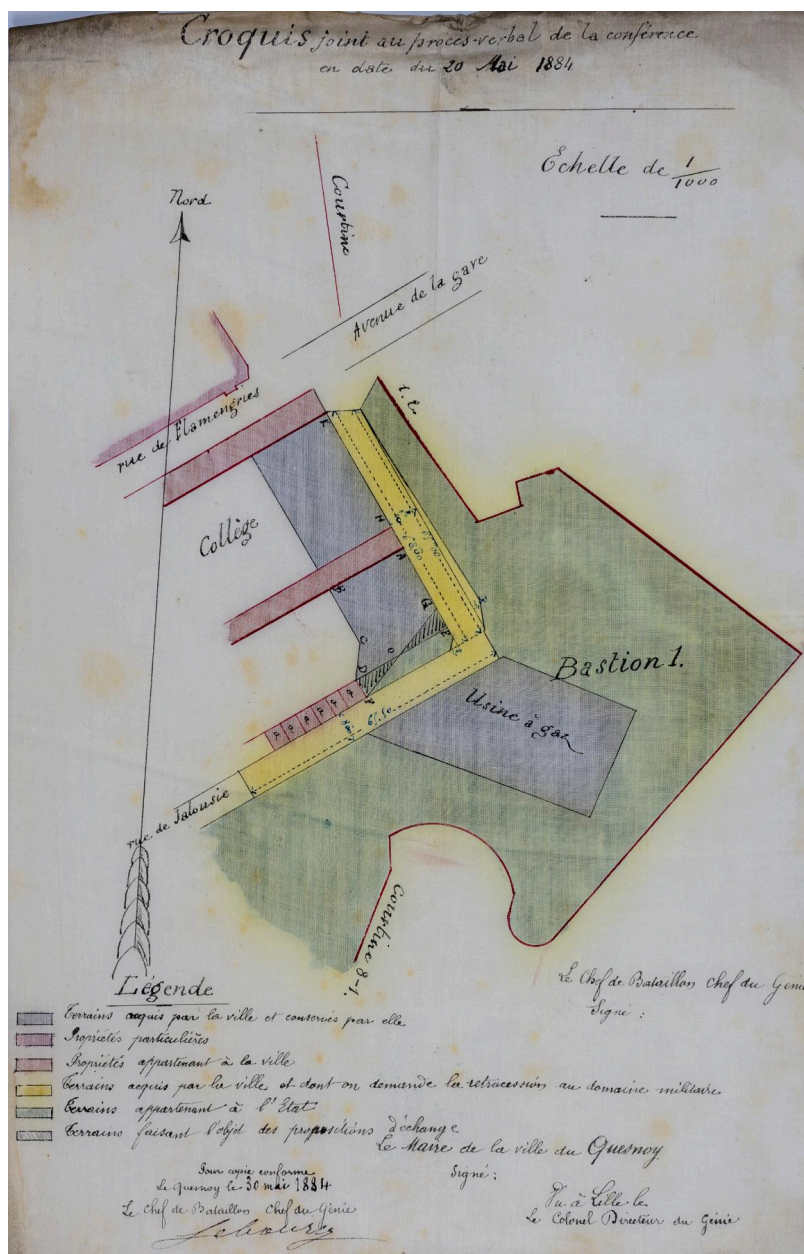 Croquis joint au procès-verbal de la conférence
en date du 20 Mai 1884
Échelle de 1/1000
Nord
Courtine
Avenue de la gare
rue de Flamengries
Collège
Bastion 1.
Usine à gaz
H
A
B
C
D
G
E
68.00
65.50
rue de Jalousie
Courtine 8-1.
Légende
Terrains acquis par la ville et conservés par elle
Propriétés particulières
Propriétés appartenant à la ville
Terrains acquis par la ville et dont on demande la rétrocession au domaine militaire
Terrains appartenant à l'Etat
Terrains faisant l'objet des propositions d'échange
Le Chef de Bataillon chef du Génie
Signé :
Le Maire de la ville du Quesnoy
Signé :
Pour copie conforme
Le Quesnoy le 30 mai 1884
Le Chef de Bataillon Chef du Génie
Vu à Lille le
Le Colonel Directeur du Génie